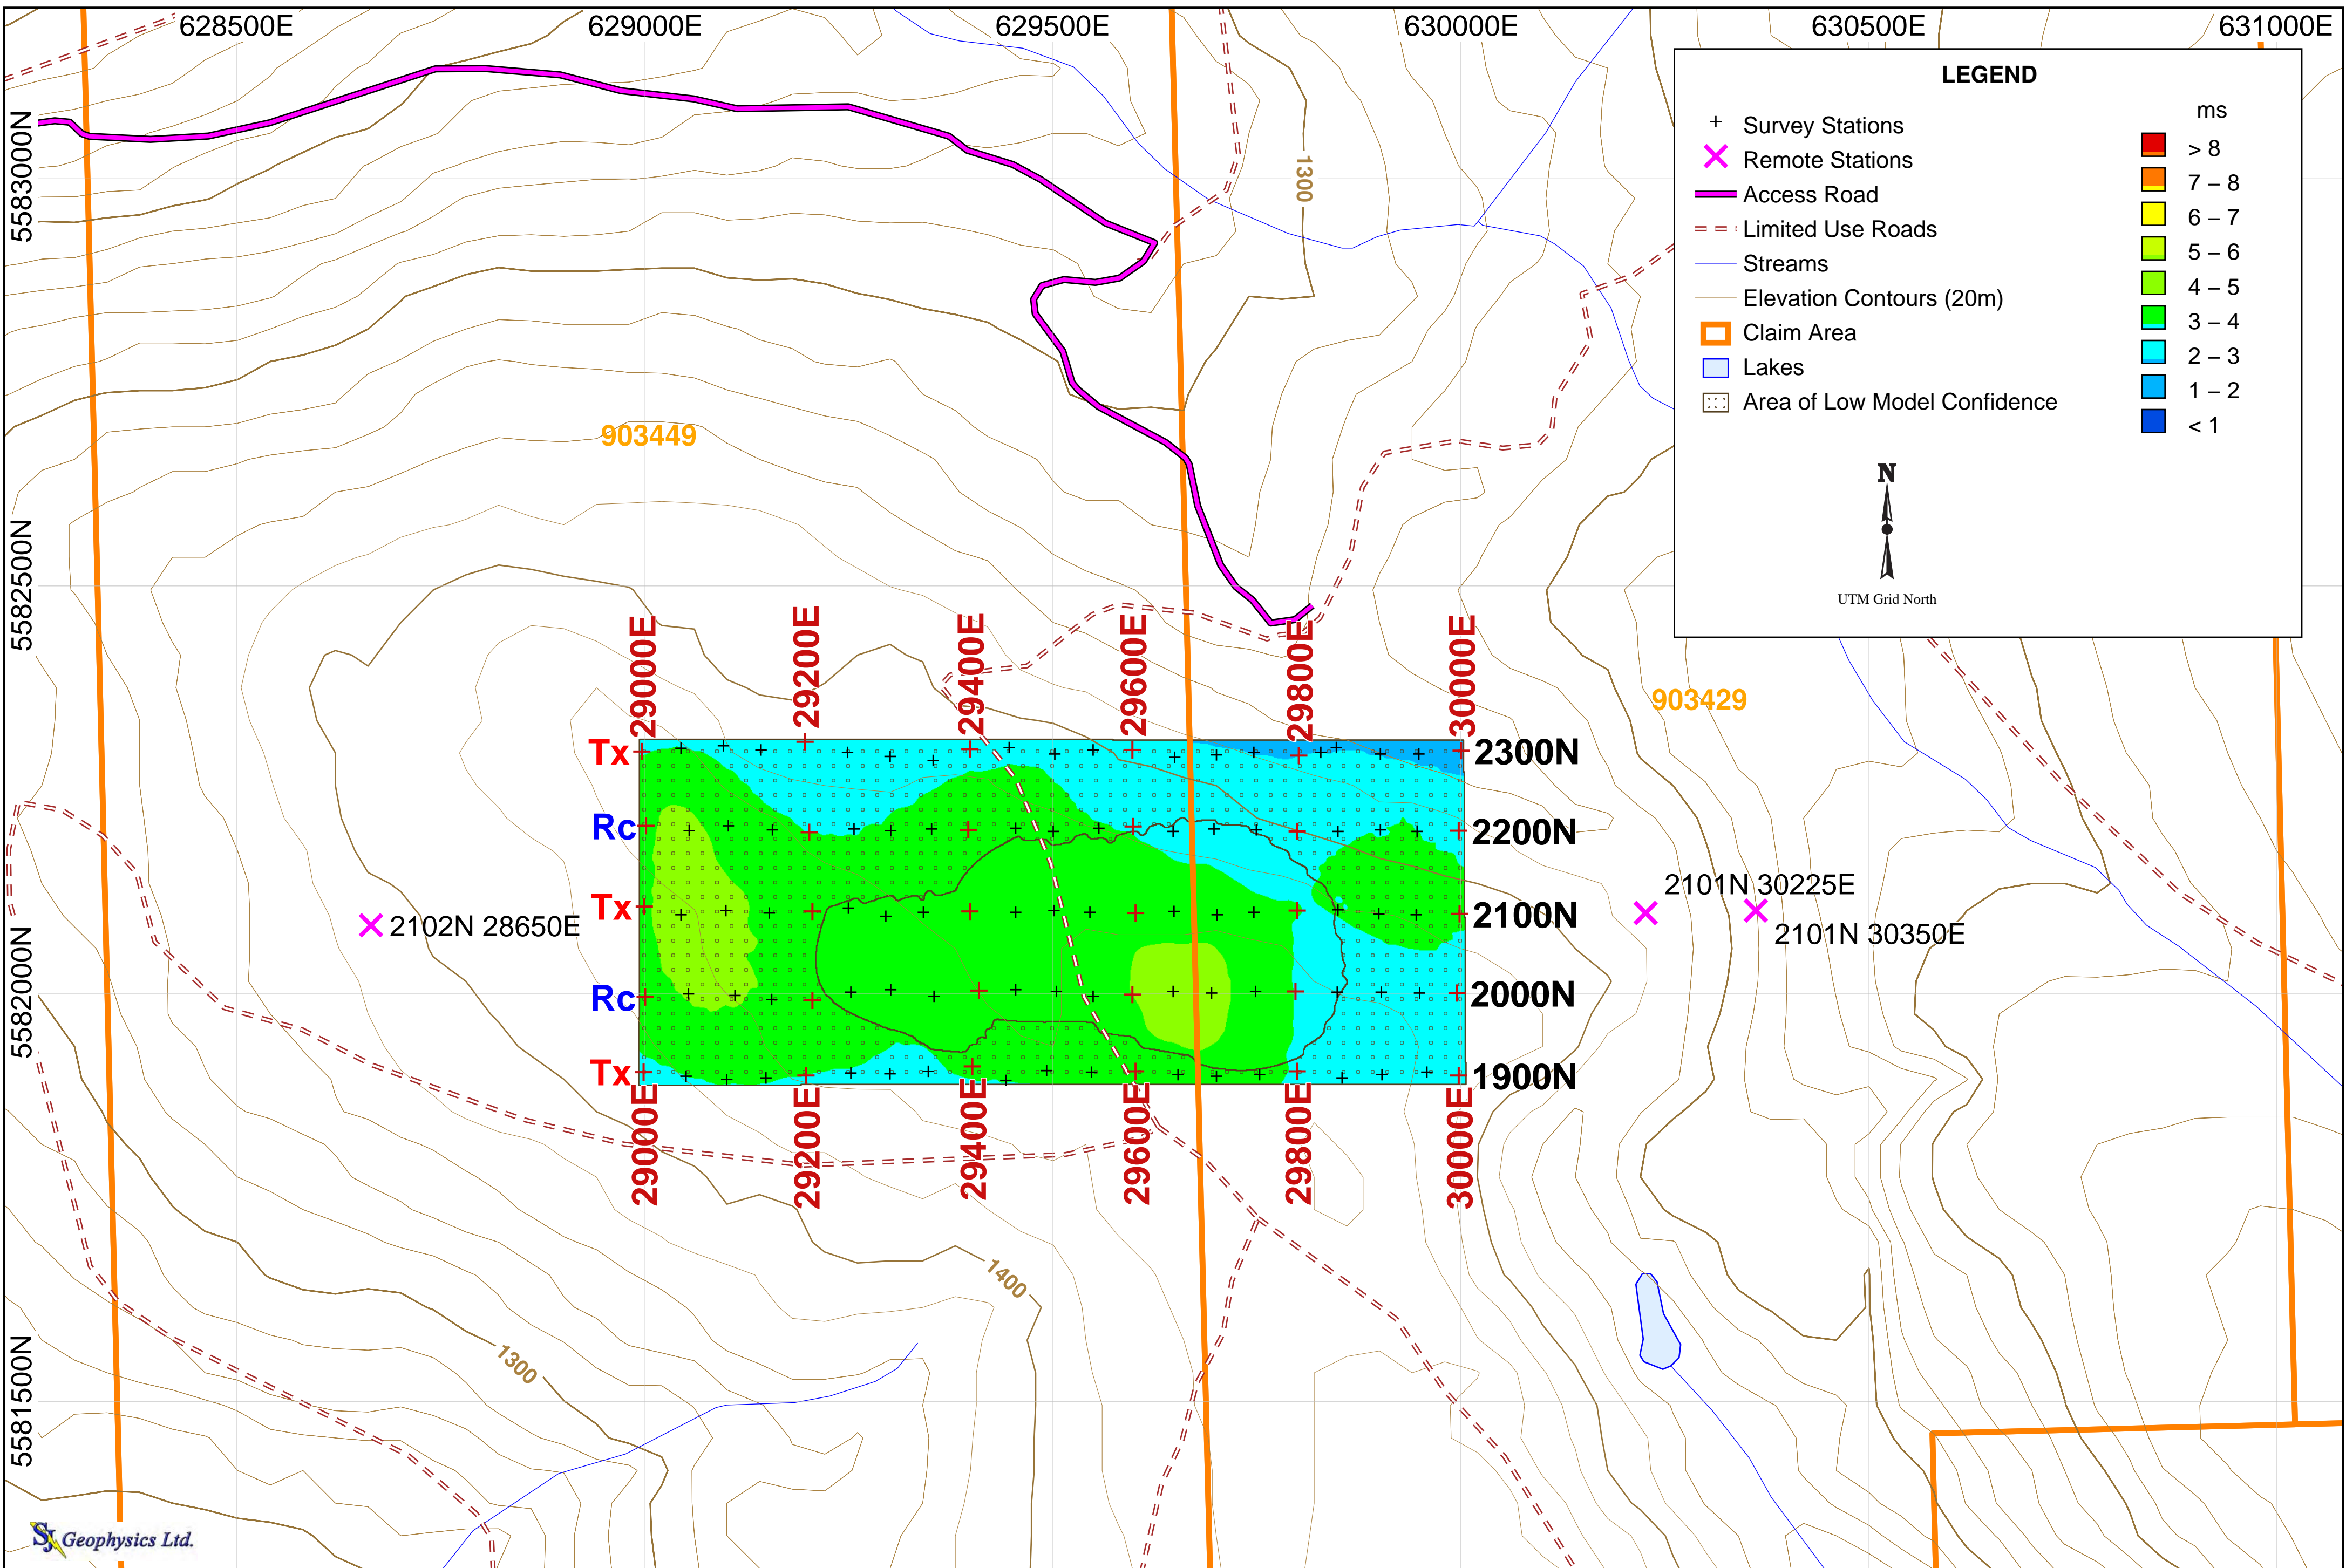 628500E 629000E 629500E 630000E 630500E 631000E
5583000N
5582500N
5582000N
5581500N
LEGEND
Survey Stations
Remote Stations
Access Road
Limited Use Roads
Streams
Elevation Contours (20m)
Claim Area
Lakes
Area of Low Model Confidence
ms
> 8
7 – 8
6 – 7
5 – 6
4 – 5
3 – 4
2 – 3
1 – 2
< 1
N
UTM Grid North
1300
903449
903429
29000E 29200E 29400E 29600E 29800E 30000E
Tx 2300N
Rc 2200N
Tx 2100N
Rc 2000N
Tx 1900N
29000E 29200E 29400E 29600E 29800E 30000E
2101N 30225E
2102N 28650E
2101N 30350E
1400
1300
SJ Geophysics Ltd.